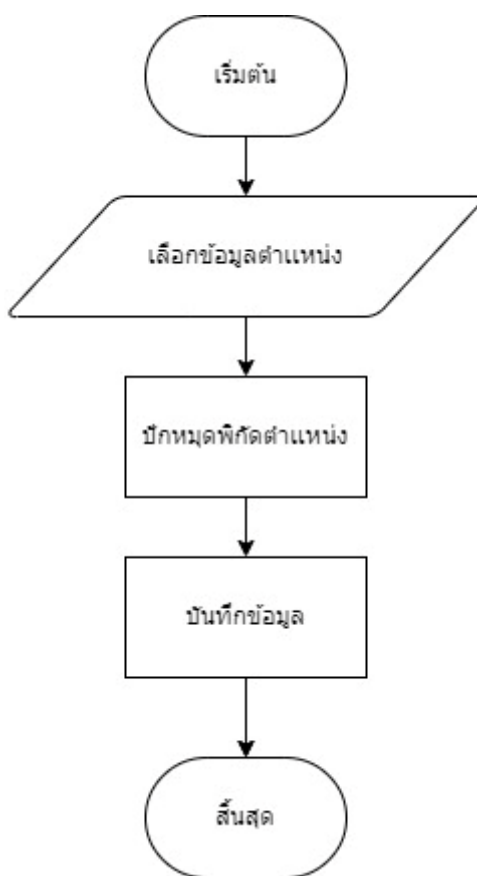 เริ่มต้น
เลือกข้อมูลตำแหน่ง
ปักหมุดพิกัดตำแหน่ง
บันทึกข้อมูล
สิ้นสุด